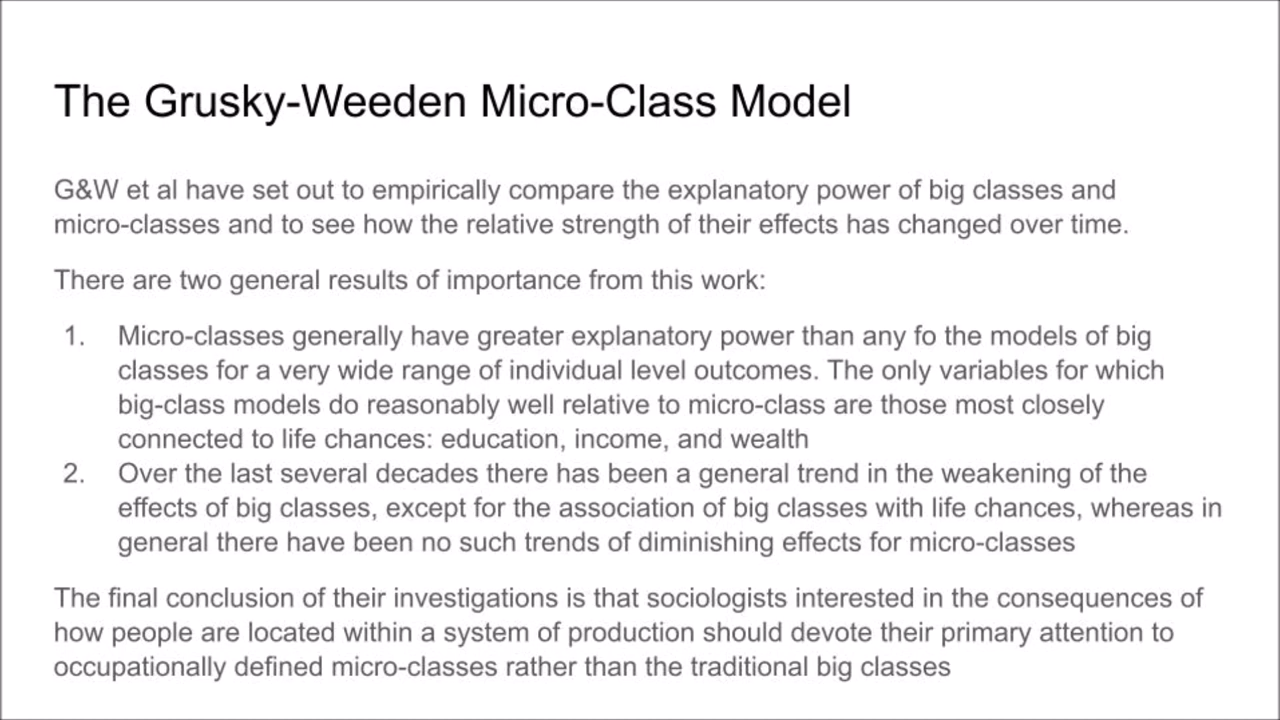 The Grusky-Weeden Micro-Class Model
G&W et al have set out to empirically compare the explanatory power of big classes and
micro-classes and to see how the relative strength of their effects has changed over time.
There are two general results of importance from this work:
1. Micro-classes generally have greater explanatory power than any fo the models of big
classes for a very wide range of individual level outcomes. The only variables for which
big-class models do reasonably well relative to micro-class are those most closely
connected to life chances: education, income, and wealth
2. Over the last several decades there has been a general trend in the weakening of the
effects of big classes, except for the association of big classes with life chances, whereas in
general there have been no such trends of diminishing effects for micro-classes
The final conclusion of their investigations is that sociologists interested in the consequences of
how people are located within a system of production should devote their primary attention to
occupationally defined micro-classes rather than the traditional big classes